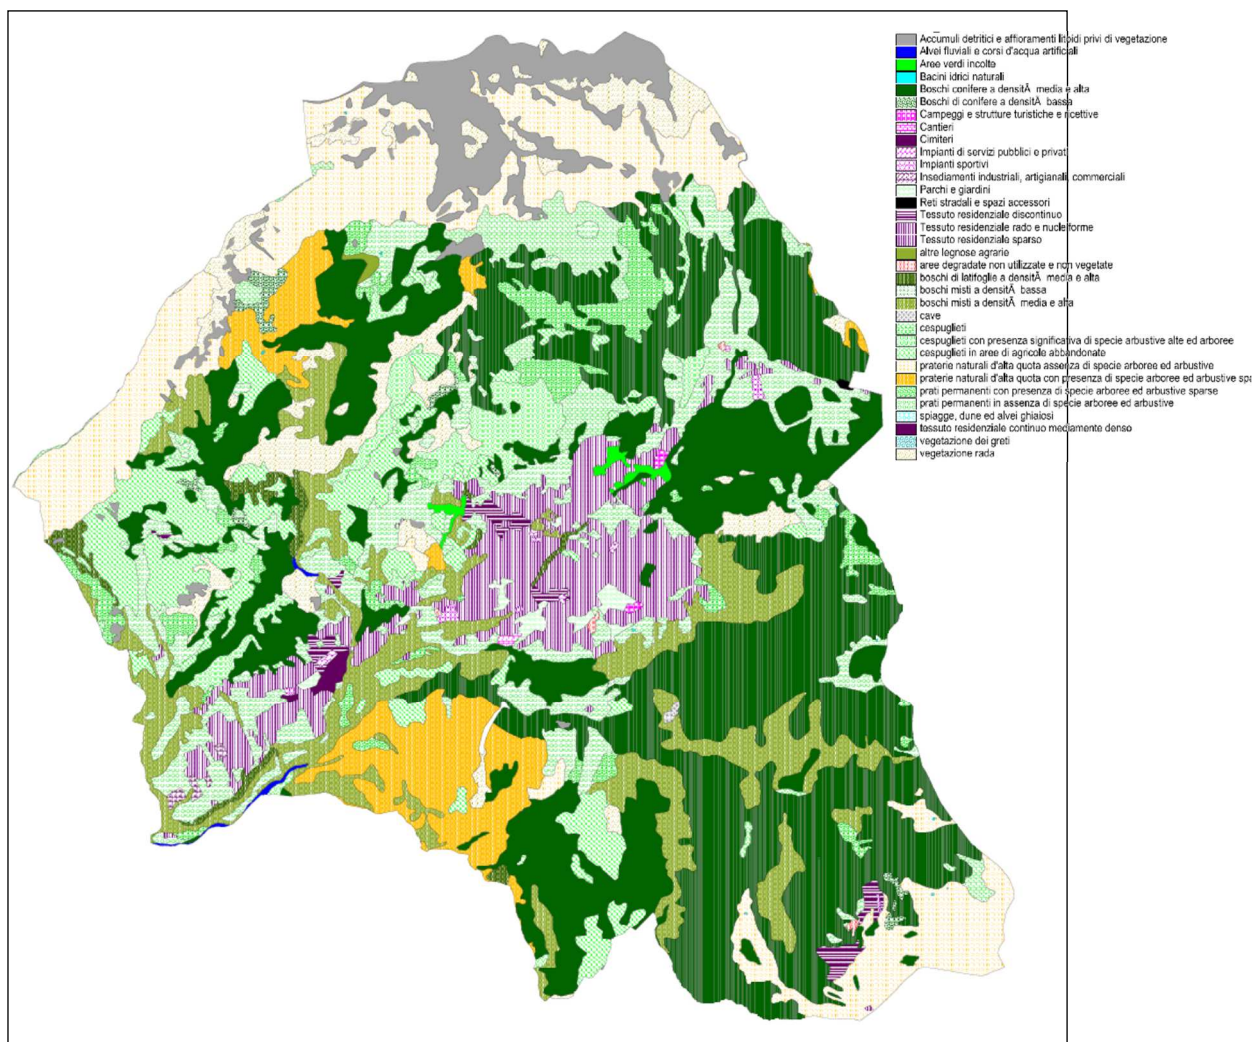 Accumuli detritici e affioramenti litoidi privi di vegetazione
Alvei fluviali e corsi d'acqua artificiali
Aree verdi incolte
Bacini idrici naturali
Boschi conifere a densitÃ media e alta
Boschi di conifere a densitÃ bassa
Campeggi e strutture turistiche e ricettive
Cantieri
Cimiteri
Impianti di servizi pubblici e privati
Impianti sportivi
Insediamenti industriali, artigianali, commerciali
Parchi e giardini
Reti stradali e spazi accessori
Tessuto residenziale discontinuo
Tessuto residenziale rado e nucleiforme
Tessuto residenziale sparso
altre legnose agrarie
aree degradate non utilizzate e non vegetate
boschi di latifoglie a densitÃ media e alta
boschi misti a densitÃ bassa
boschi misti a densitÃ media e alta
cave
cespuglieti
cespuglieti con presenza significativa di specie arbustive alte ed arboree
cespuglieti in aree di agricole abbandonate
praterie naturali d'alta quota assenza di specie arboree ed arbustive
praterie naturali d'alta quota con presenza di specie arboree ed arbustive spa
prati permanenti con presenza di specie arboree ed arbustive sparse
prati permanenti in assenza di specie arboree ed arbustive
spiagge, dune ed alvei ghiaiosi
tessuto residenziale continuo mediamente denso
vegetazione dei greti
vegetazione rada